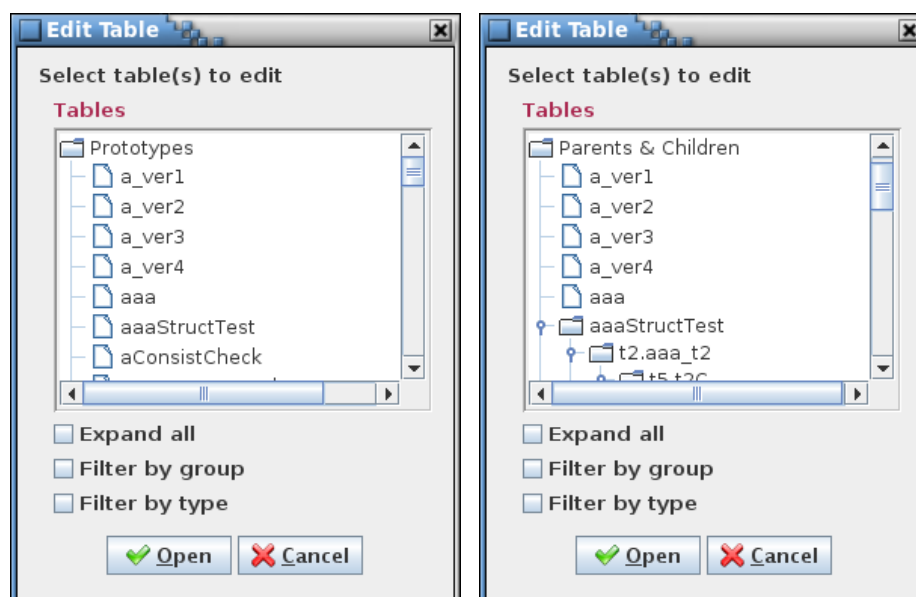 Edit Table
Select table(s) to edit
Tables
Prototypes
a_ver1
a_ver2
a_ver3
a_ver4
aaa
aaaStructTest
aConsistCheck
Expand all
Filter by group
Filter by type
Open
Cancel
Edit Table
Select table(s) to edit
Tables
Parents & Children
a_ver1
a_ver2
a_ver3
a_ver4
aaa
aaaStructTest
t2.aaa_t2
Expand all
Filter by group
Filter by type
Open
Cancel